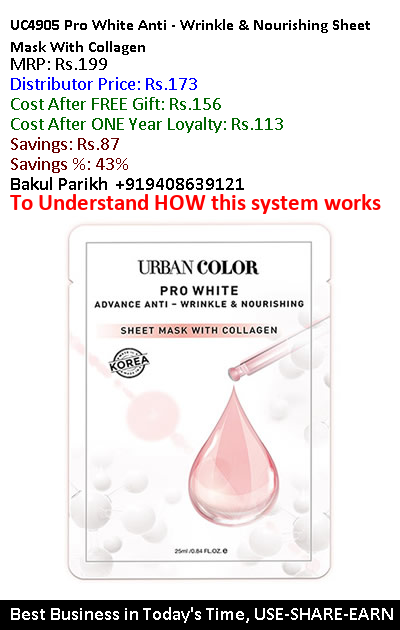 UC4905 Pro White Anti - Wrinkle & Nourishing Sheet
Mask With Collagen
MRP: Rs.199
Distributor Price: Rs.173
Cost After FREE Gift: Rs.156
Cost After ONE Year Loyalty: Rs.113
Savings: Rs.87
Savings %: 43%
Bakul Parikh +919408639121
To Understand HOW this system works
URBAN COLOR
PRO WHITE
ADVANCE ANTI – WRINKLE & NOURISHING
SHEET MASK WITH COLLAGEN
MADE IN
KOREA
25ml /0.84 FL.OZ. e
Best Business in Today's Time, USE-SHARE-EARN